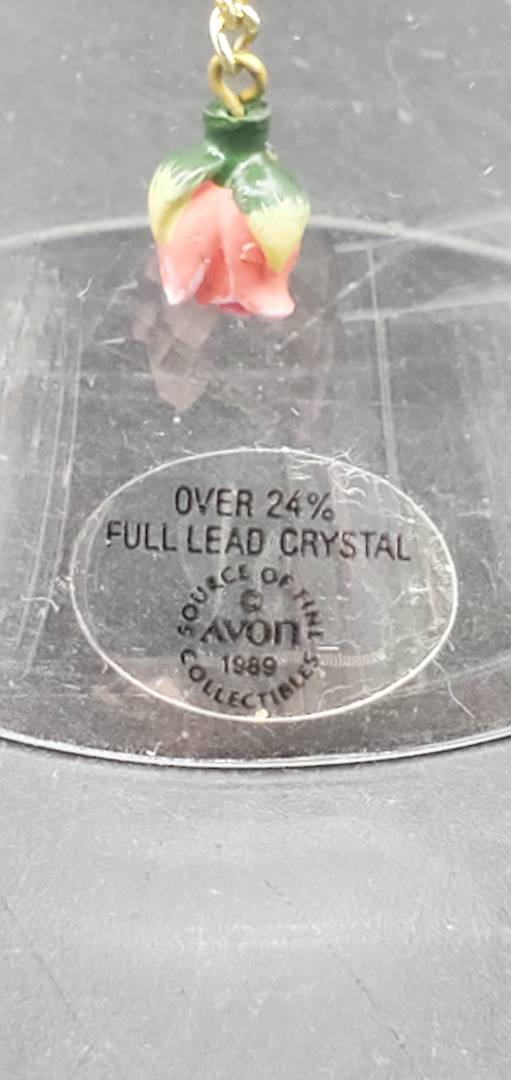 OVER 24%
FULL LEAD CRYSTAL
SOURCE OF FINE
©
AVON
1989
COLLECTIBLES